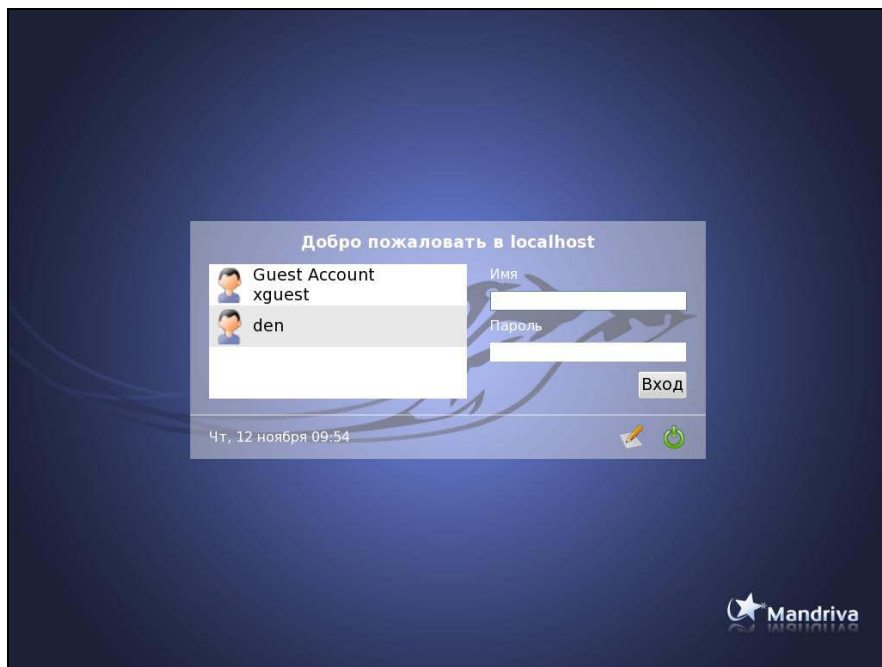 Добро пожаловать в localhost
Guest Account
xguest
den
Имя
Пароль
Вход
Чт, 12 ноября 09:54
Mandriva